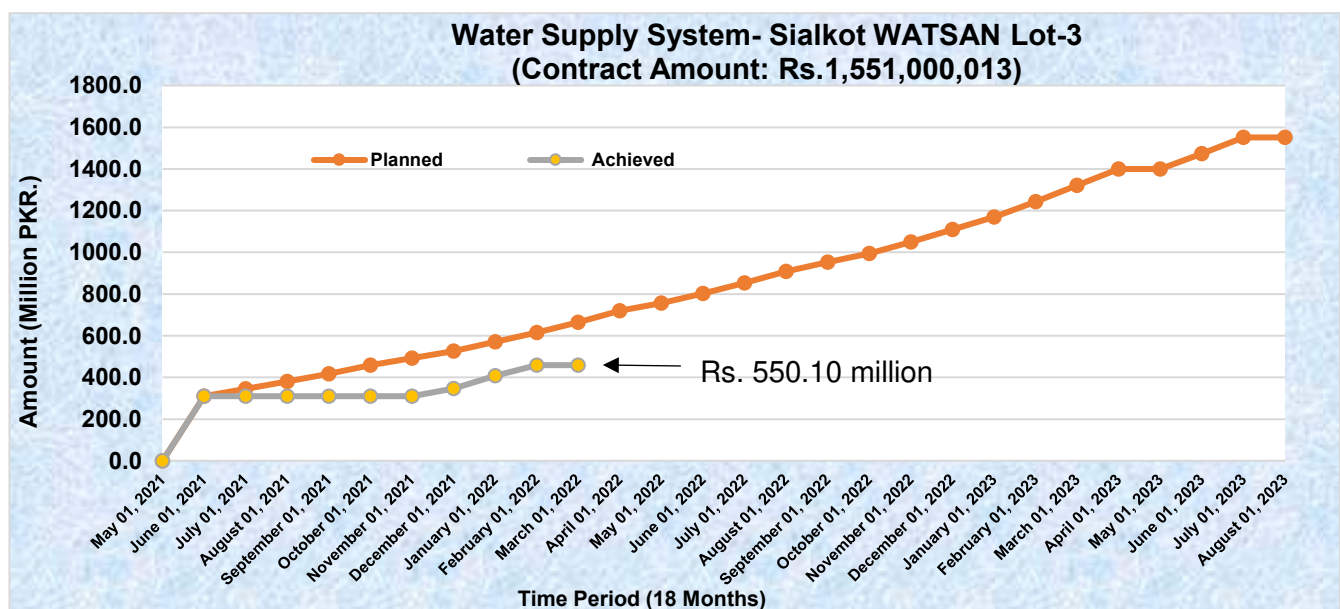 Water Supply System- Sialkot WATSAN Lot-3
(Contract Amount: Rs.1,551,000,013)
Amount (Million PKR.)
1800.0
1600.0
1400.0
1200.0
1000.0
800.0
600.0
400.0
200.0
0.0
Planned
Achieved
Rs. 550.10 million
May 01, 2021
June 01, 2021
July 01, 2021
August 01, 2021
September 01, 2021
October 01, 2021
November 01, 2021
December 01, 2021
January 01, 2022
February 01, 2022
March 01, 2022
April 01, 2022
May 01, 2022
June 01, 2022
July 01, 2022
August 01, 2022
September 01, 2022
October 01, 2022
November 01, 2022
December 01, 2022
January 01, 2023
February 01, 2023
March 01, 2023
April 01, 2023
May 01, 2023
June 01, 2023
July 01, 2023
August 01, 2023
Time Period (18 Months)